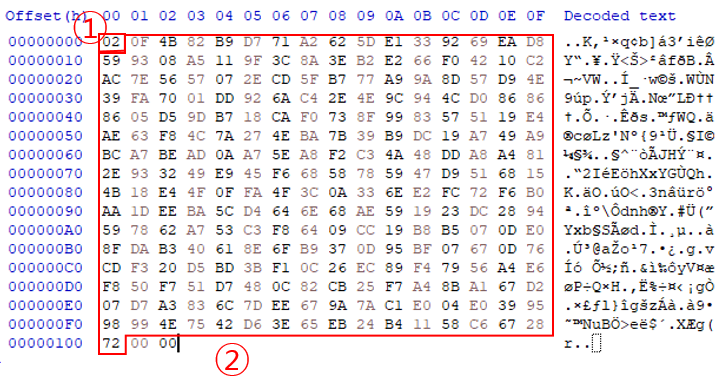 Offset(h) 00 01 02 03 04 05 06 07 08 09 0A 0B 0C 0D 0E 0F Decoded text
①
00000000 02 0F 4B 82 B9 D7 71 A2 62 5D E1 33 92 69 EA D8 ..K‚¹×q¢b]á3’iêØ
00000010 59 93 08 A5 11 9F 3C 8A 3E B2 E2 66 F0 42 10 C2 Y“.¥.Ÿ<Š>²âfðB.Â
00000020 AC 7E 56 57 07 2E CD 5F B7 77 A9 9A 8D 57 D9 4E ¬~VW..Í_·w©š.WÙN
00000030 39 FA 70 01 DD 92 6A C4 2E 4E 9C 94 4C D0 86 86 9úp.Ý’jÄ.Nœ”LÐ††
00000040 86 05 D5 9D B7 18 CA F0 73 8F 99 83 57 51 19 E4 †.Õ.·.Êðs.™ƒWQ.ä
00000050 AE 63 F8 4C 7A 27 4E BA 7B 39 B9 DC 19 A7 49 A9 ®cøLz'Nº{9¹Ü.§I©
00000060 BC A7 BE AD 0A A7 5E A8 F2 C3 4A 48 DD A8 A4 81
00000070 2E 93 32 49 E9 45 F6 68 58 78 59 47 D9 51 68 15 .“2IéEöhXxYGÙQh.
00000080 4B 18 E4 4F 0F FA 4F 3C 0A 33 6E E2 FC 72 F6 B0 K.äO.úO<.3nâürö°
00000090 AA 1D EE BA 5C D4 64 6E 68 AE 59 19 23 DC 28 94 ª.îº\Ôdnh®Y.#Ü(”
000000A0 59 78 62 A7 53 C3 F8 64 09 CC 19 B8 B5 07 0D E0 Yxb§SÃød.Ì.¸µ..à
000000B0 8F DA B3 40 61 8E 6F B9 37 0D 95 BF 07 67 0D 76 .Ú³@aŽo¹7.•¿.g.v
000000C0 CD F3 20 D5 BD 3B F1 0C 26 EC 89 F4 79 56 A4 E6 Íó Õ½;ñ.&ì‰ôyV¤æ
000000D0 F8 50 F7 51 D7 48 0C 82 CB 25 F7 A4 8B A1 67 D2 øP÷Q×H.‚Ë%÷¤‹¡gÒ
000000E0 07 D7 A3 83 6C 7D EE 67 9A 7A C1 E0 04 E0 39 95 .×£ƒl}îgšzÁà.à9•
000000F0 98 99 4E 75 42 D6 3E 65 EB 24 B4 11 58 C6 67 28 ˜™NuBÖ>eë$´.XÆg(
00000100 72 00 00 r..
②